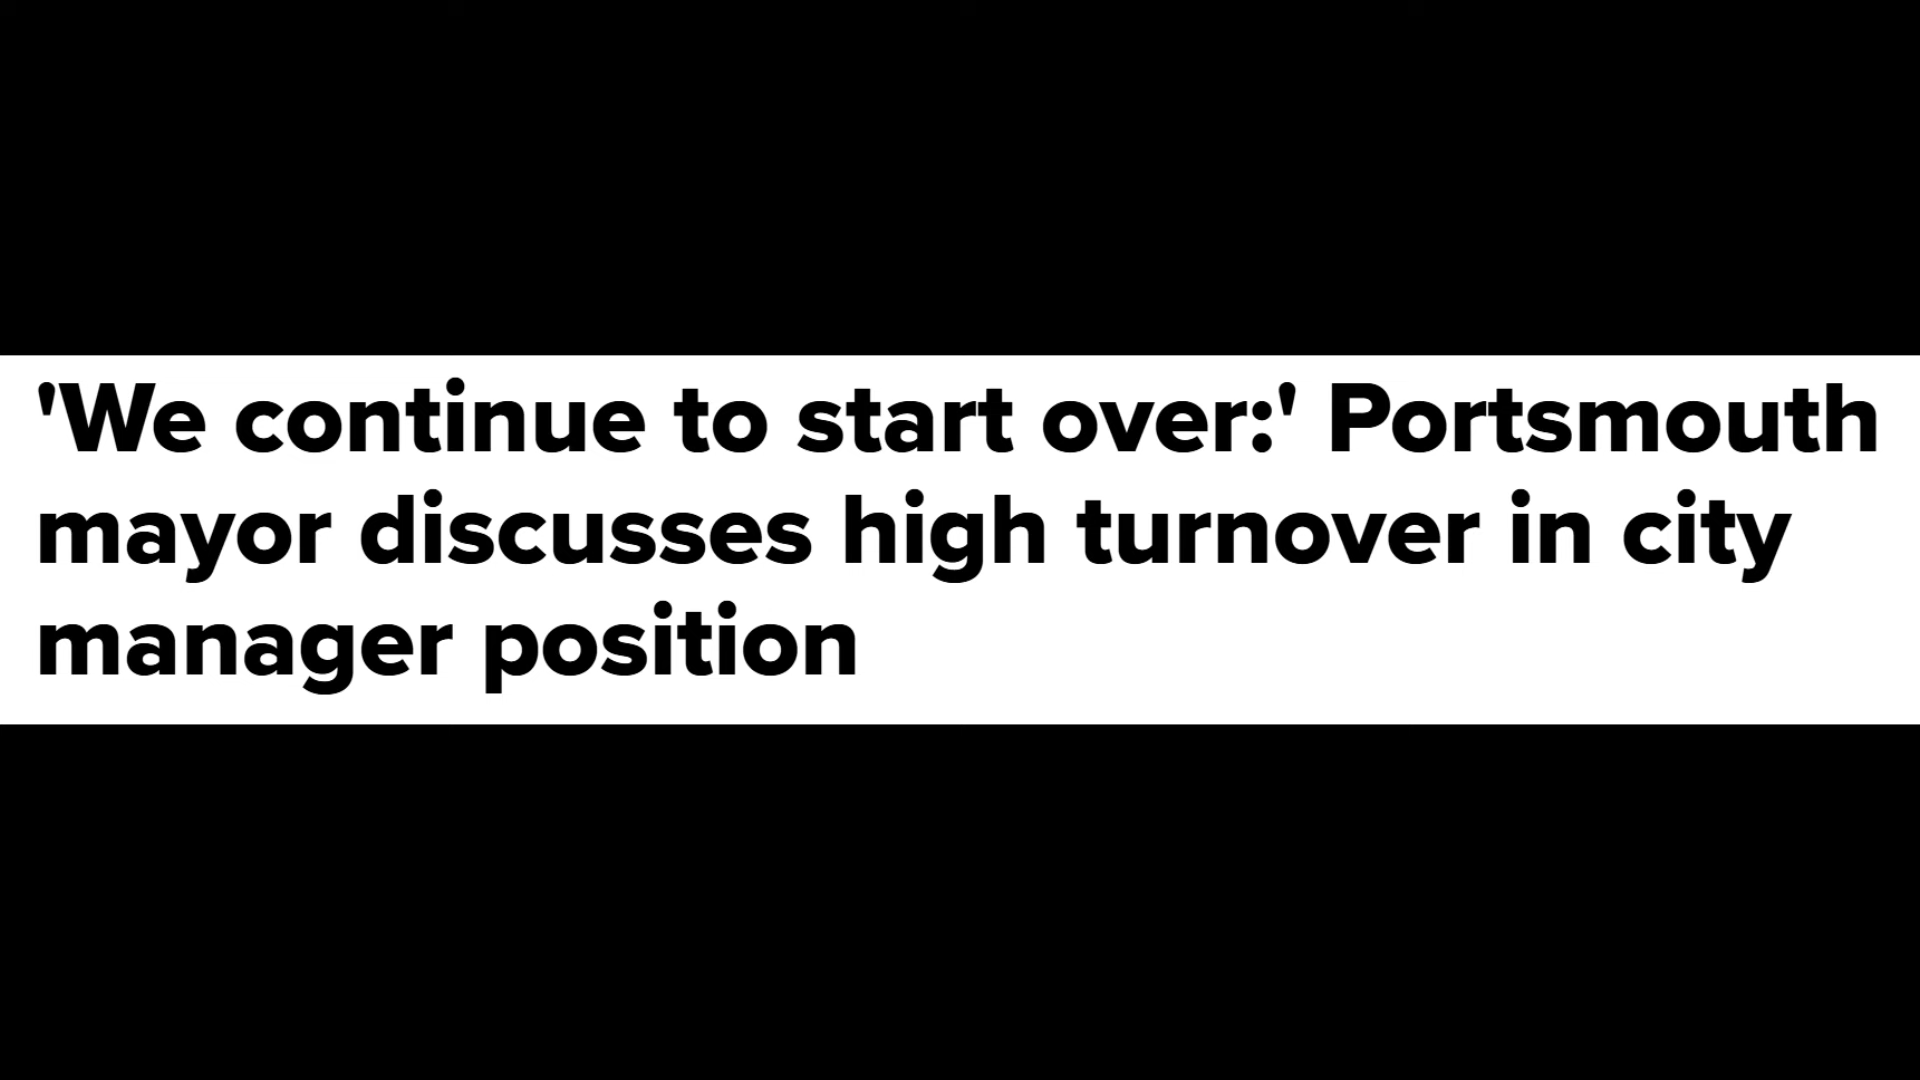 'We continue to start over:' Portsmouth
mayor discusses high turnover in city
manager position